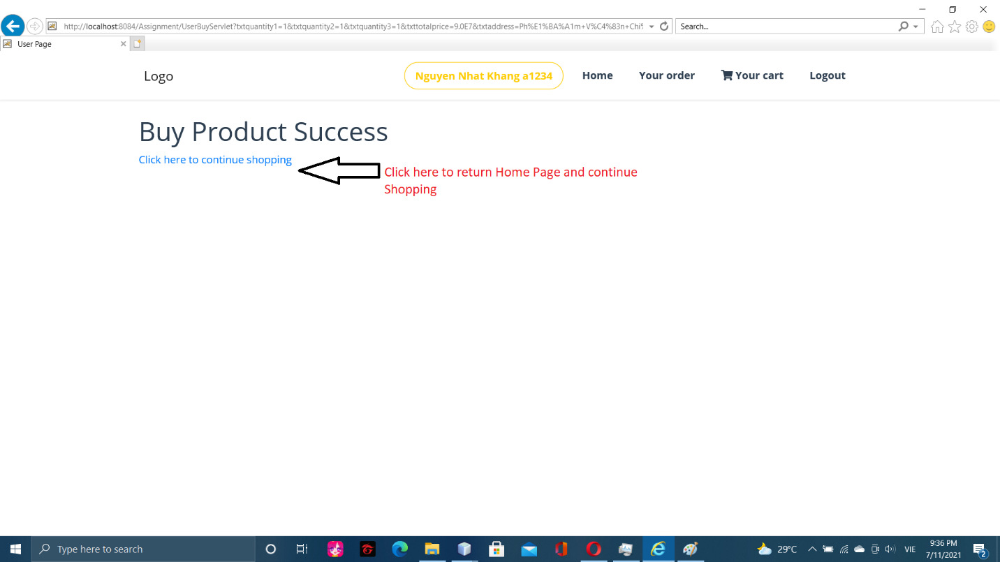 http://localhost:8084/Assignment/UserBuyServlet?txtquantity1=1&txtquantity2=1&txtquantity3=1&txttotalprice=9.0E7&txtaddress=Ph%E1%BA%A1m+V%C4%83n+Chi%
Search...
User Page
Logo
Nguyen Nhat Khang a1234
Home
Your order
Your cart
Logout
Buy Product Success
Click here to continue shopping
Click here to return Home Page and continue
Shopping
Type here to search
29°C
VIE
9:36 PM
7/11/2021
2